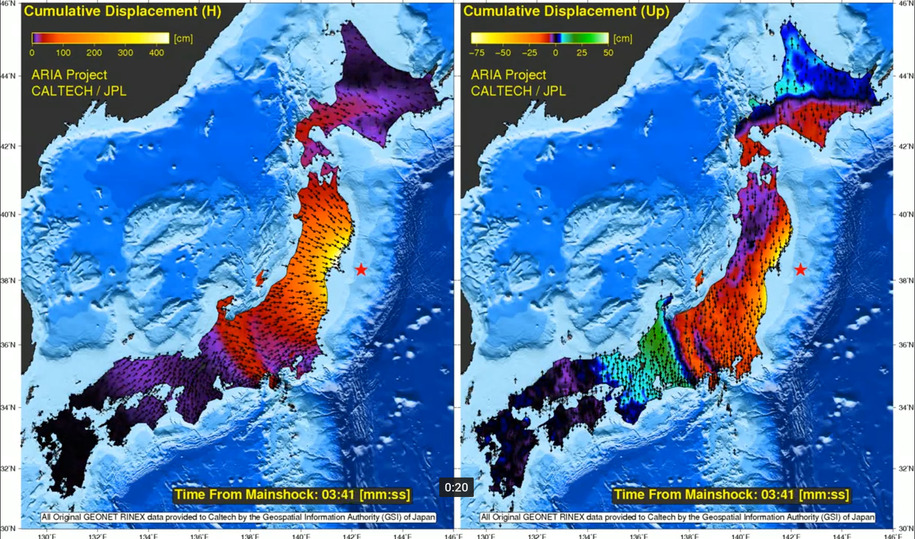 Cumulative Displacement (H)
0 100 200 300 400 [cm]
ARIA Project
CALTECH / JPL
Time From Mainshock: 03:41 [mm:ss]
All Original GEONET RINEX data provided to Caltech by the Geospatial Information Authority (GSI) of Japan
46°N
44°N
42°N
40°N
38°N
36°N
34°N
32°N
30°N
130°E 132°E 134°E 136°E 138°E 140°E 142°E 144°E 146°E
0:20
Cumulative Displacement (Up)
-75 -50 -25 0 25 50 [cm]
ARIA Project
CALTECH / JPL
Time From Mainshock: 03:41 [mm:ss]
All Original GEONET RINEX data provided to Caltech by the Geospatial Information Authority (GSI) of Japan
46°N
44°N
42°N
40°N
38°N
36°N
34°N
32°N
30°N
130°E 132°E 134°E 136°E 138°E 140°E 142°E 144°E